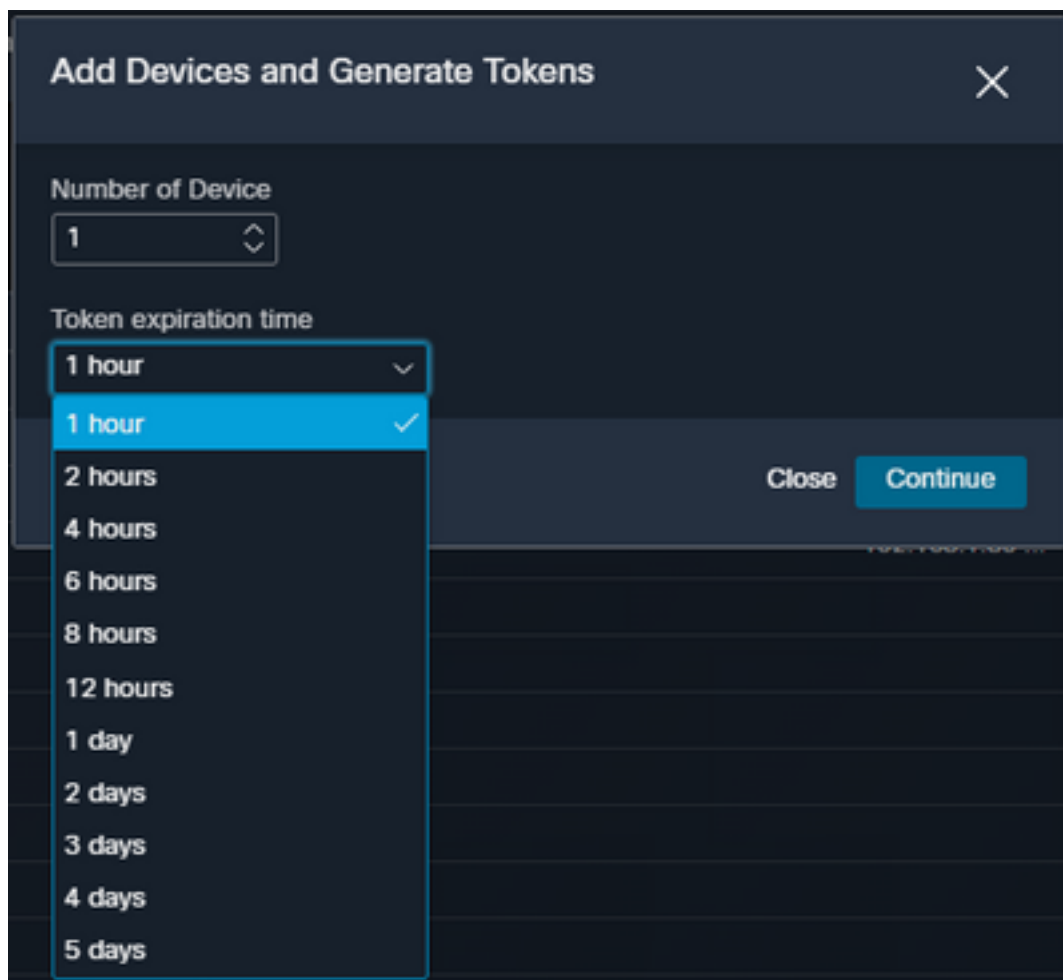 Add Devices and Generate Tokens
Number of Device
1
Token expiration time
1 hour
1 hour
2 hours
4 hours
6 hours
8 hours
12 hours
1 day
2 days
3 days
4 days
5 days
Close Continue